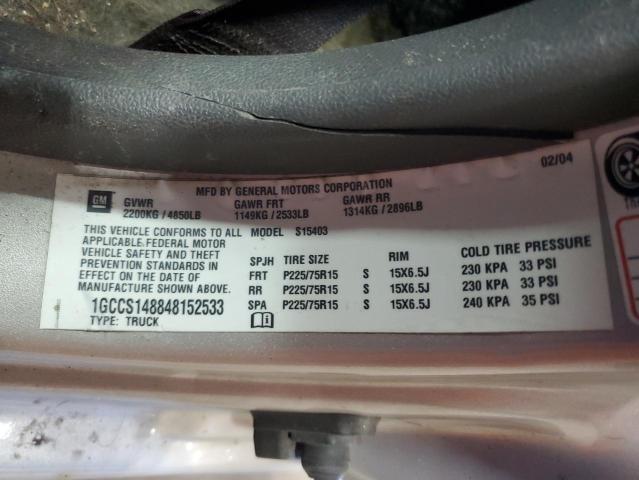 02/04
MFD BY GENERAL MOTORS CORPORATION
GM
GVWR GAWR FRT GAWR RR
2200KG / 4850LB 1149KG / 2533LB 1314KG / 2896LB
THIS VEHICLE CONFORMS TO ALL MODEL S15403
APPLICABLE FEDERAL MOTOR
VEHICLE SAFETY AND THEFT
PREVENTION STANDARDS IN
EFFECT ON THE DATE OF
MANUFACTURE SHOWN ABOVE.
SPJH TIRE SIZE RIM COLD TIRE PRESSURE
FRT P225/75R15 S 15X6.5J 230 KPA 33 PSI
RR P225/75R15 S 15X6.5J 230 KPA 33 PSI
SPA P225/75R15 S 15X6.5J 240 KPA 35 PSI
1GCCS148848152533
TYPE: TRUCK